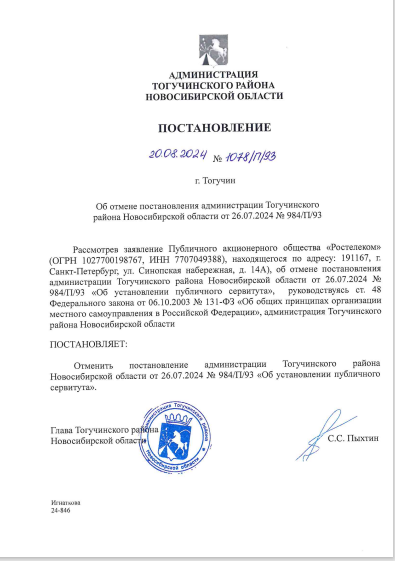 АДМИНИСТРАЦИЯ
ТОГУЧИНСКОГО РАЙОНА
НОВОСИБИРСКОЙ ОБЛАСТИ
ПОСТАНОВЛЕНИЕ
20.08.2024 № 1078/П/93
г. Тогучин
Об отмене постановления администрации Тогучинского
района Новосибирской области от 26.07.2024 № 984/П/93
Рассмотрев заявление Публичного акционерного общества «Ростелеком»
(ОГРН 1027700198767, ИНН 7707049388), находящегося по адресу: 191167, г.
Санкт-Петербург, ул. Синопская набережная, д. 14А), об отмене постановления
администрации Тогучинского района Новосибирской области от 26.07.2024 №
984/П/93 «Об установлении публичного сервитута», руководствуясь ст. 48
Федерального закона от 06.10.2003 № 131-ФЗ «Об общих принципах организации
местного самоуправления в Российской Федерации», администрация Тогучинского
района Новосибирской области
ПОСТАНОВЛЯЕТ:
Отменить постановление администрации Тогучинского района
Новосибирской области от 26.07.2024 № 984/П/93 «Об установлении публичного
сервитута».
Глава Тогучинского района
Новосибирской области
С.С. Пыхтин
Администрация Тогучинского района
Новосибирской области
Игнаткова
24-846